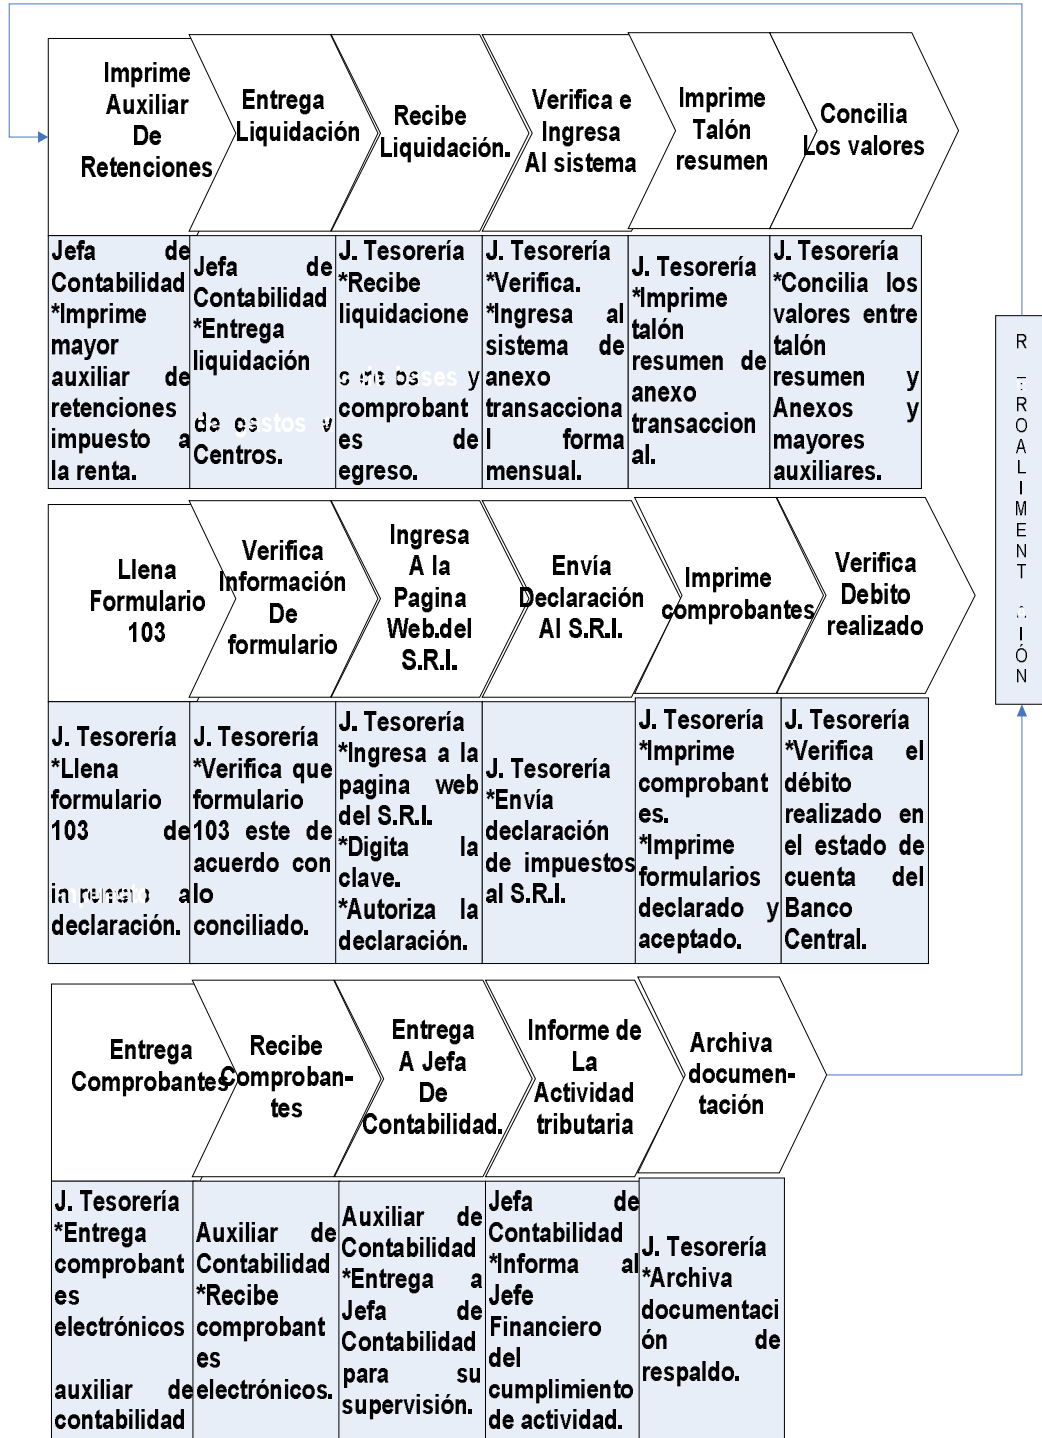 Imprime
Auxiliar
De
Retenciones
Entrega
Liquidación
Recibe
Liquidación.
Verifica e
Ingresa
Al sistema
Imprime
Talón
resumen
Concilia
Los valores
Jefa de
Contabilidad
*Imprime
mayor
auxiliar de
retenciones
impuesto a
la renta.
Jefa de
Contabilidad
*Entrega
liquidación
de gastos y
Centros.
J. Tesorería
*Recibe
liquidacione
y
comprobant
es de
egreso.
J. Tesorería
*Verifica.
*Ingresa al
sistema de
anexo
transacciona
l forma
mensual.
J. Tesorería
*Imprime
talón
resumen de
anexo
transaccion
al.
J. Tesorería
*Concilia los
valores entre
talón
resumen y
Anexos y
mayores
auxiliares.
Llena
Formulario
103
Verifica
Información
De
formulario
Ingresa
A la
Pagina
Web.del
S.R.I.
Envía
Declaración
Al S.R.I.
Imprime
comprobantes
Verifica
Debito
realizado
J. Tesorería
*Llena
formulario
103 de
a
declaración.
J. Tesorería
*Verifica que
formulario
103 este de
acuerdo con
lo
conciliado.
J. Tesorería
*Ingresa a la
pagina web
del S.R.I.
*Digita la
clave.
*Autoriza la
declaración.
J. Tesorería
*Envía
declaración
de impuestos
al S.R.I.
J. Tesorería
*Imprime
comprobant
es.
*Imprime
formularios
declarado y
aceptado.
J. Tesorería
*Verifica el
débito
realizado en
el estado de
cuenta del
Banco
Central.
Entrega
Comprobantes
Recibe
Comproban-
tes
Entrega
A Jefa
De
Contabilidad.
Informe de
La
Actividad
tributaria
Archiva
documen-
tación
J. Tesorería
*Entrega
comprobant
es
electrónicos
auxiliar de
contabilidad
Auxiliar de
Contabilidad
*Recibe
comprobant
es
electrónicos.
Auxiliar de
Contabilidad
*Entrega a
Jefa de
Contabilidad
para su
supervisión.
Jefa de
Contabilidad
*Informa al
Jefe
Financiero
del
cumplimiento
de actividad.
J. Tesorería
*Archiva
documentaci
ón de
respaldo.
RETROALIMENTACIÓN